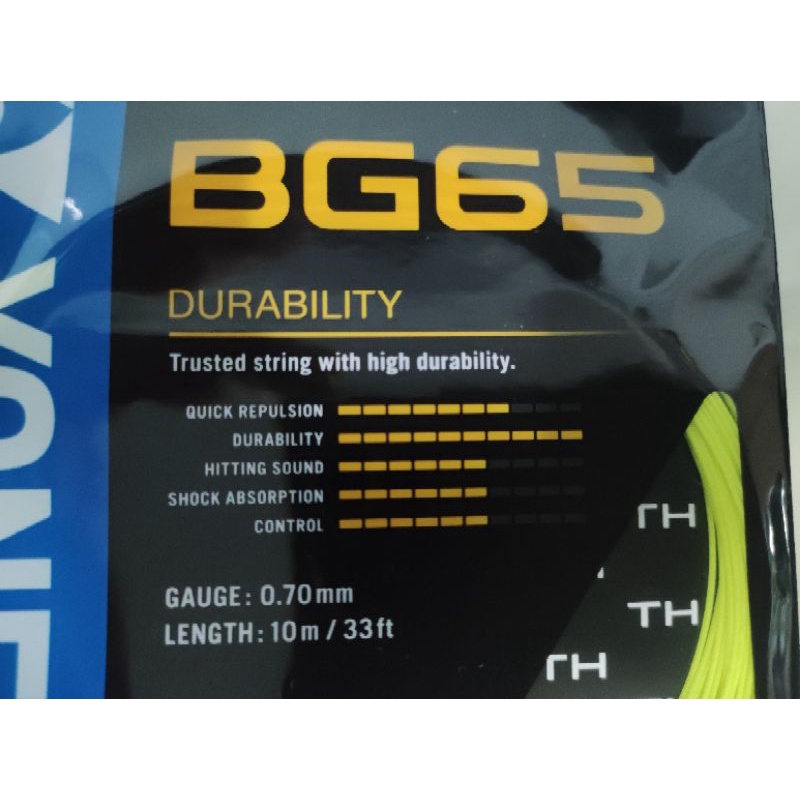 BG65
DURABILITY
Trusted string with high durability.
QUICK REPULSION
DURABILITY
HITTING SOUND
SHOCK ABSORPTION
CONTROL
GAUGE: 0.70mm
LENGTH: 10m / 33ft
YONE
TH
TH
TH